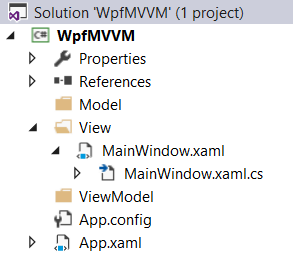 Solution 'WpfMVVM' (1 project)
C# WpfMVVM
Properties
References
Model
View
MainWindow.xaml
MainWindow.xaml.cs
ViewModel
App.config
App.xaml